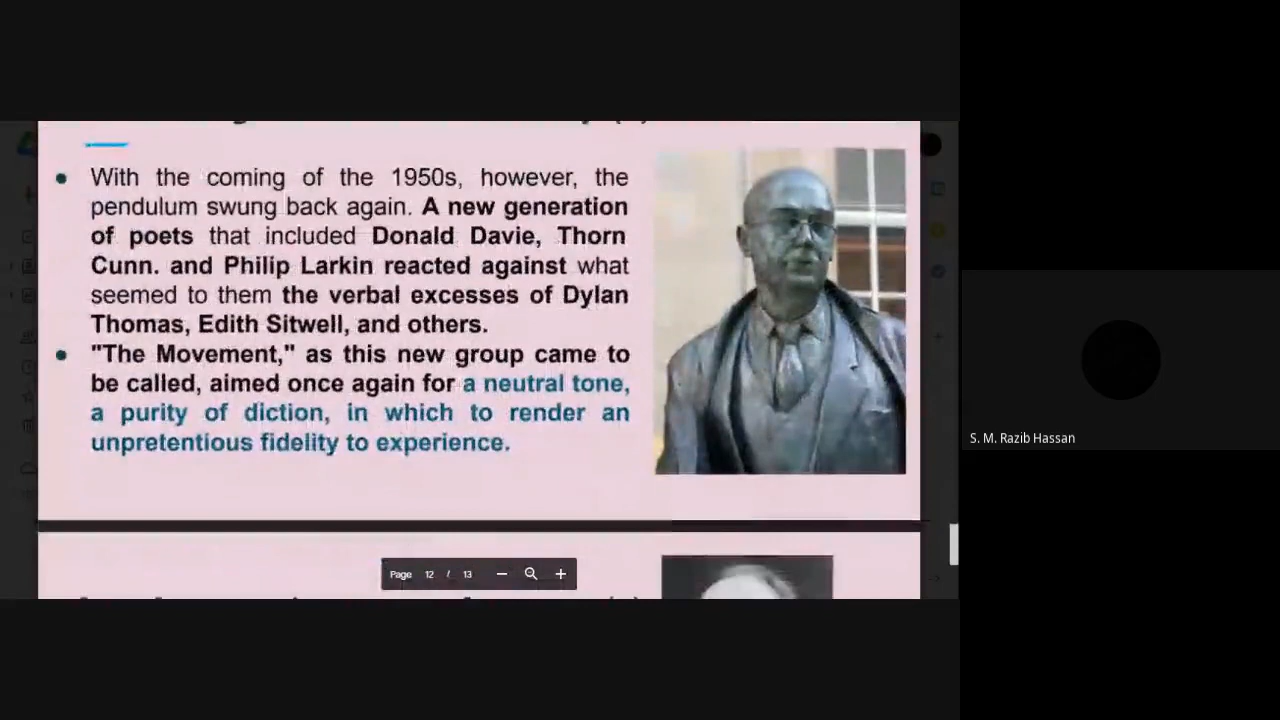 With the coming of the 1950s, however, the
pendulum swung back again. A new generation
of poets that included Donald Davie, Thorn
Cunn. and Philip Larkin reacted against what
seemed to them the verbal excesses of Dylan
Thomas, Edith Sitwell, and others.
"The Movement," as this new group came to
be called, aimed once again for a neutral tone,
a purity of diction, in which to render an
unpretentious fidelity to experience.
Page 12 / 13
S. M. Razib Hassan